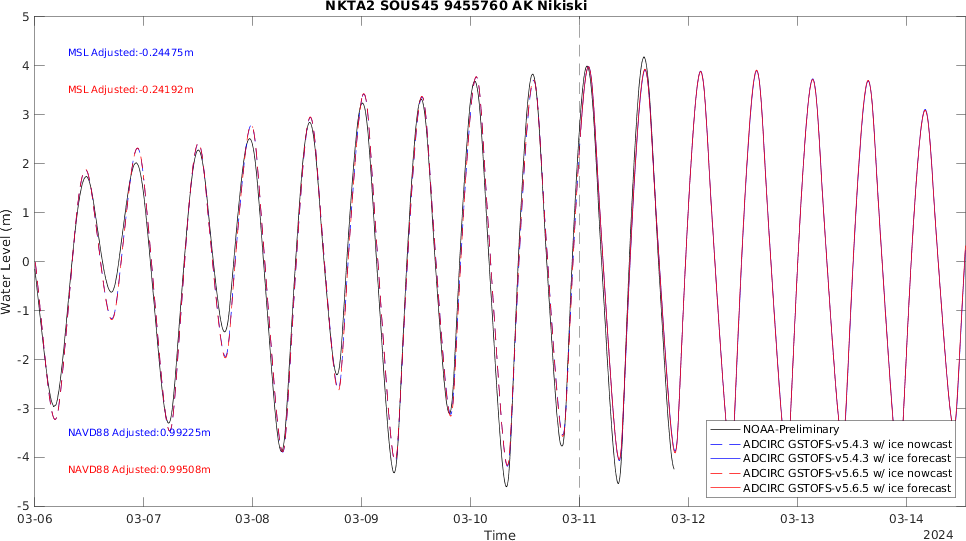 NKTA2 SOUS45 9455760 AK Nikiski
MSL Adjusted:-0.24475m
MSL Adjusted:-0.24192m
NAVD88 Adjusted:0.99225m
NAVD88 Adjusted:0.99508m
Water Level (m)
5
4
3
2
1
0
-1
-2
-3
-4
-5
NOAA-Preliminary
ADCIRC GSTOFS-v5.4.3 w/ ice nowcast
ADCIRC GSTOFS-v5.4.3 w/ ice forecast
ADCIRC GSTOFS-v5.6.5 w/ ice nowcast
ADCIRC GSTOFS-v5.6.5 w/ ice forecast
03-06 03-07 03-08 03-09 03-10 03-11 03-12 03-13 03-14
Time
2024